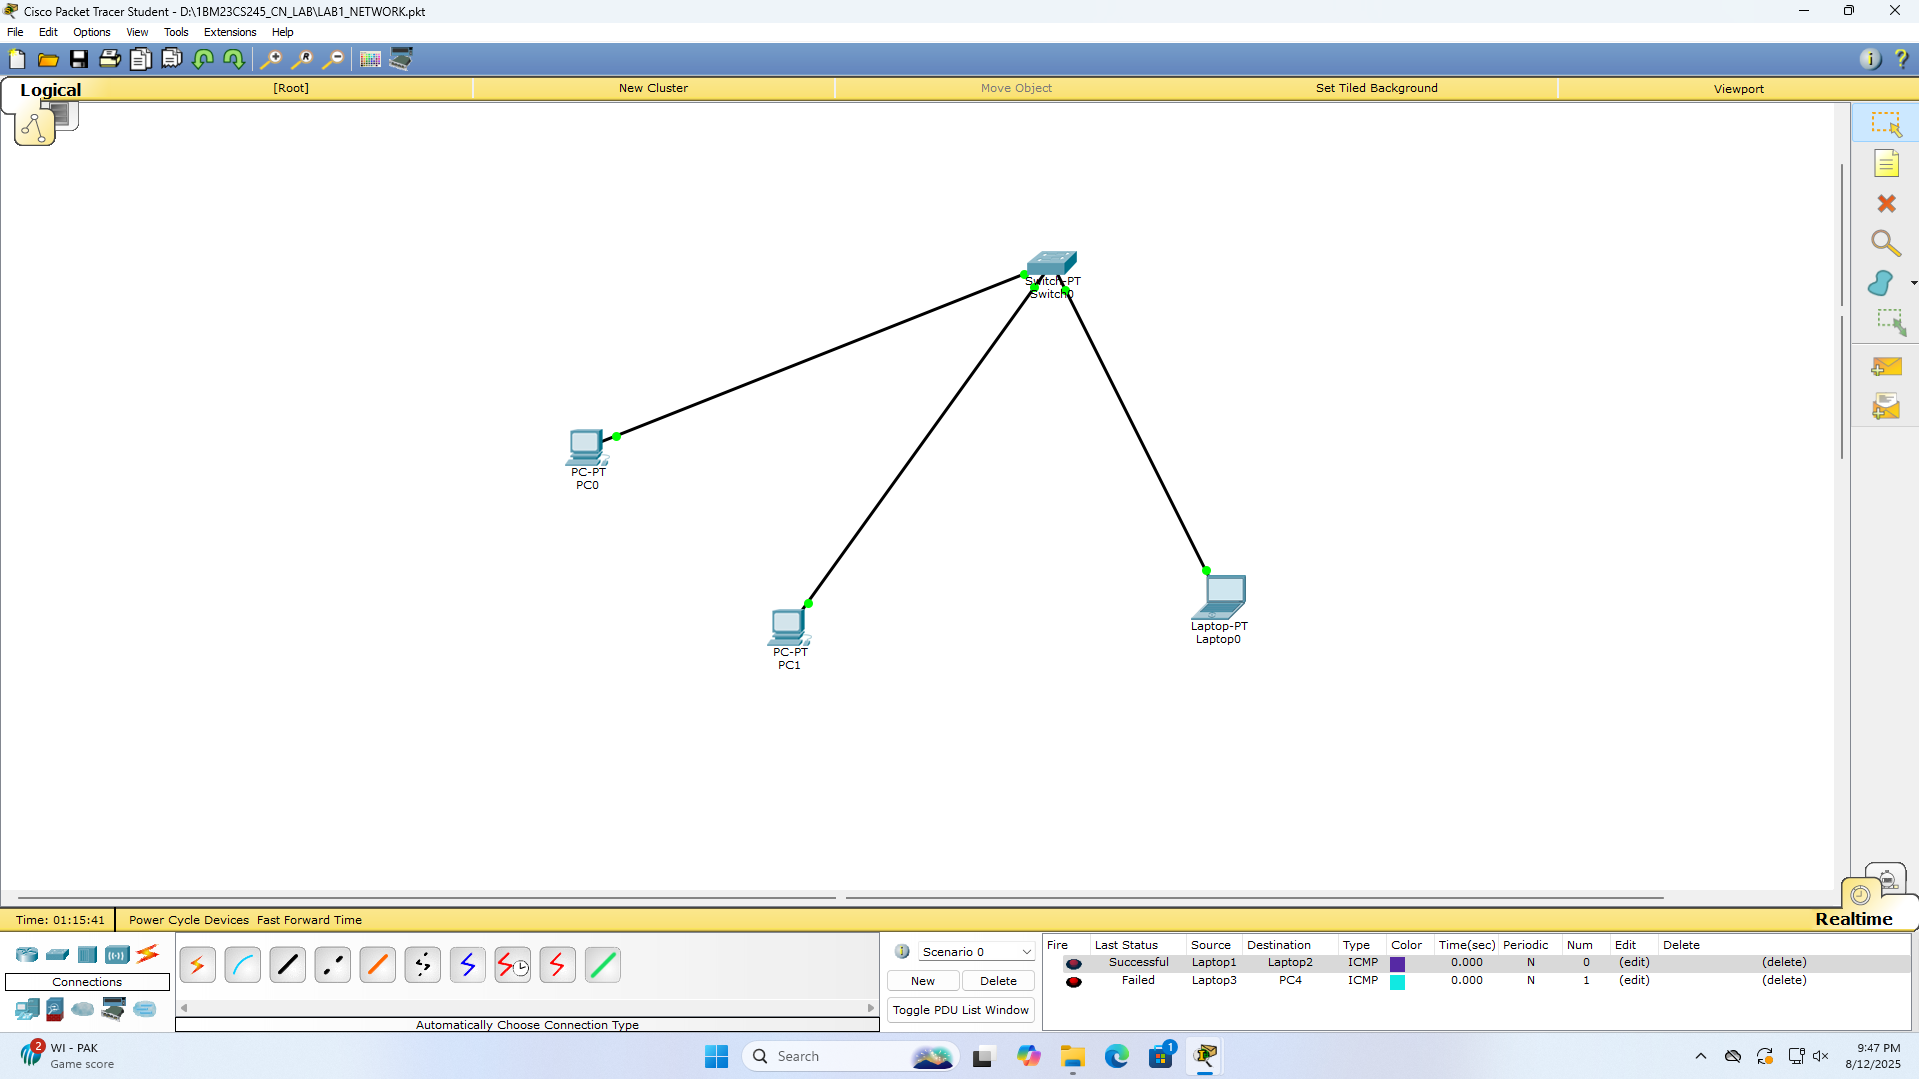 Cisco Packet Tracer Student - D:\1BM23CS245_CN_LAB\LAB1_NETWORK.pkt
File Edit Options View Tools Extensions Help
Logical [Root] New Cluster Move Object Set Tiled Background Viewport
Switch-PT
Switch0
PC-PT
PC0
PC-PT
PC1
Laptop-PT
Laptop0
Time: 01:15:41 Power Cycle Devices Fast Forward Time Realtime
Connections
Automatically Choose Connection Type
Scenario 0
New Delete
Toggle PDU List Window
Fire Last Status Source Destination Type Color Time(sec) Periodic Num Edit Delete
Successful Laptop1 Laptop2 ICMP 0.000 N 0 (edit) (delete)
Failed Laptop3 PC4 ICMP 0.000 N 1 (edit) (delete)
2 WI - PAK
Game score
Search
1
9:47 PM
8/12/2025